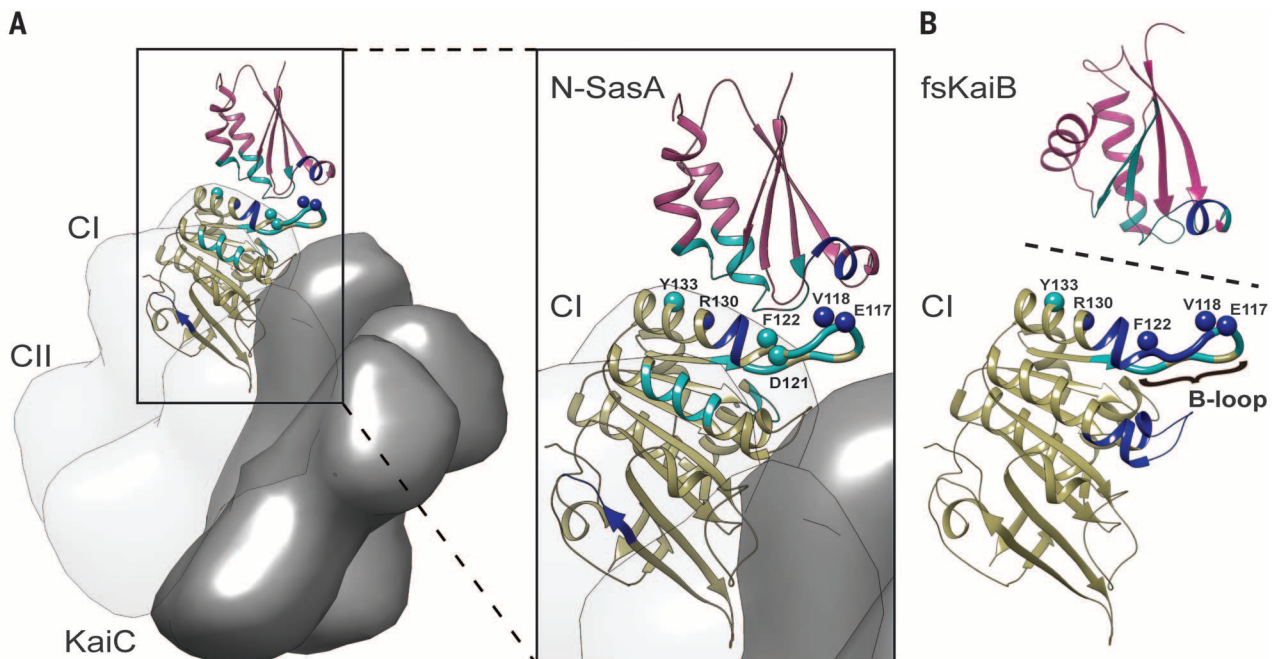 A
CI
CII
KaiC
N-SasA
Y133
R130
F122
V118
E117
CI
D121
B
fsKaiB
Y133
R130
F122
V118
E117
CI
B-loop